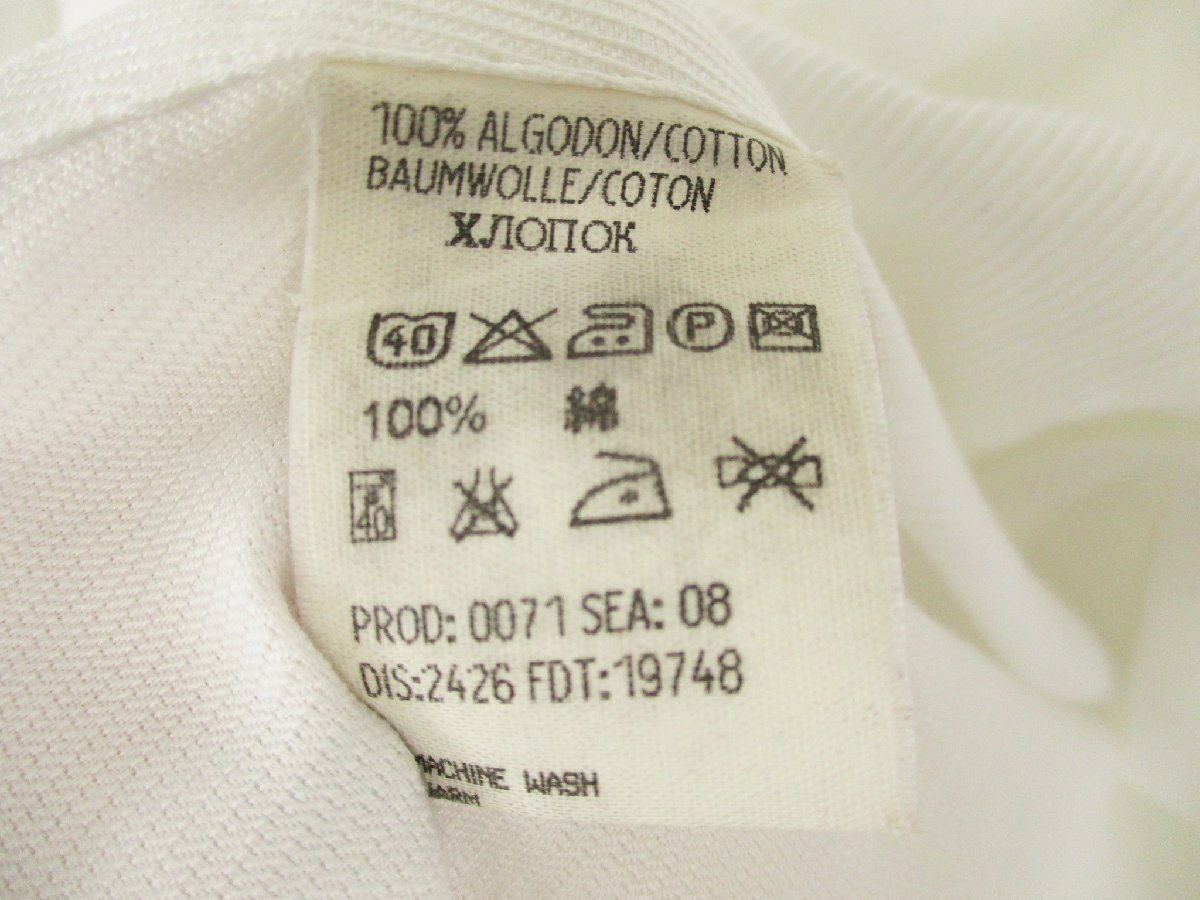 100% ALGODON/COTTON
BAUMWOLLE/COTON
ХЛОПОК
40 P
100% 綿
40
PROD: 0071 SEA: 08
DIS:2426 FDT:19748
MACHINE WASH
WARM